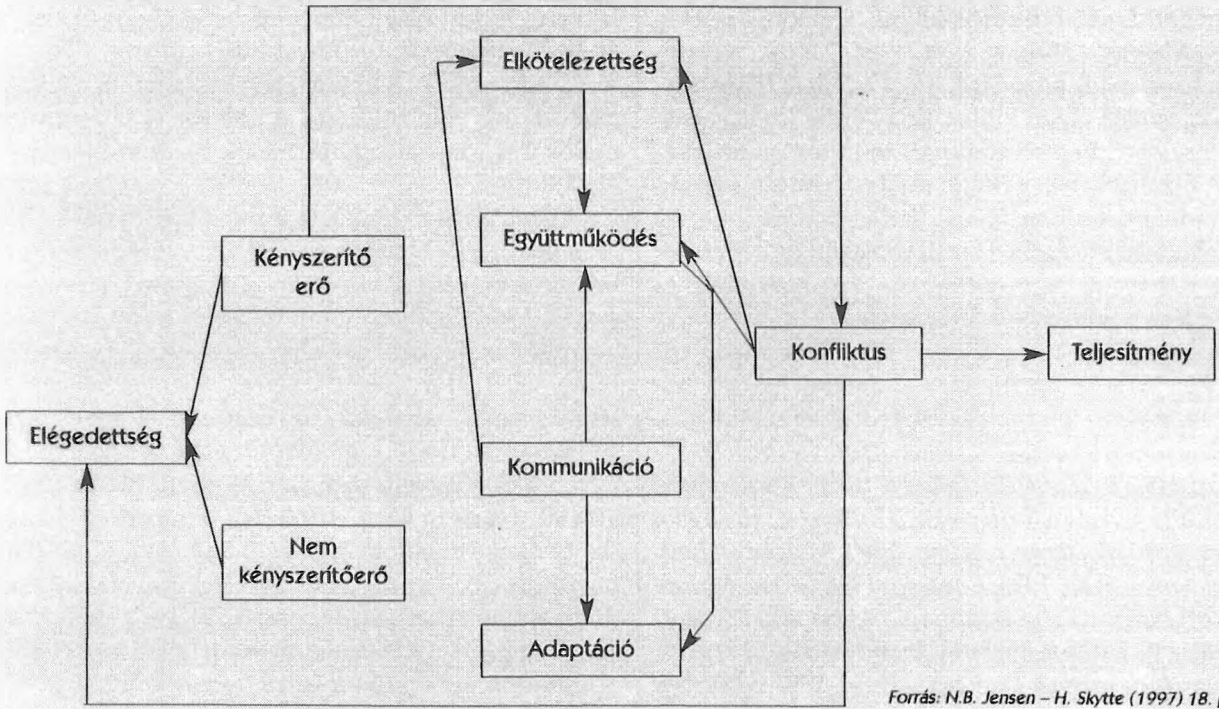 Elkötelezettség
Együttműködés
Kényszerítő
erő
Konfliktus
Teljesítmény
Elégedettség
Kommunikáció
Nem
kényszerítőerő
Adaptáció
Forrás: N.B. Jensen – H. Skytte (1997) 18.